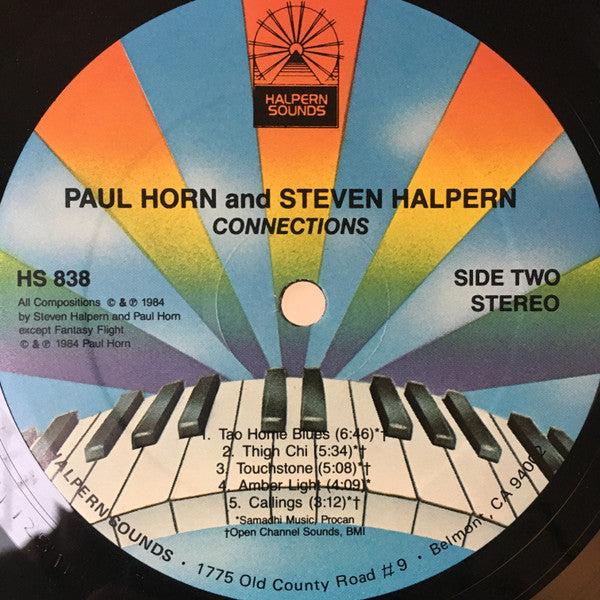 HALPERN
SOUNDS
PAUL HORN and STEVEN HALPERN
CONNECTIONS
HS 838
All Compositions © & ℗ 1984
by Steven Halpern and Paul Horn
except Fantasy Flight
© & ℗ 1984 Paul Horn
SIDE TWO
STEREO
1. Tao Home Blues (6:46)*†
2. Thigh Chi (5:34)*†
3. Touchstone (5:08)*†
4. Amber Light (4:09)*
5. Callings (3:12)*†
*Samadhi Music, Procan
†Open Channel Sounds, BMI
HALPERN SOUNDS · 1775 Old County Road #9 · Belmont, CA 94002